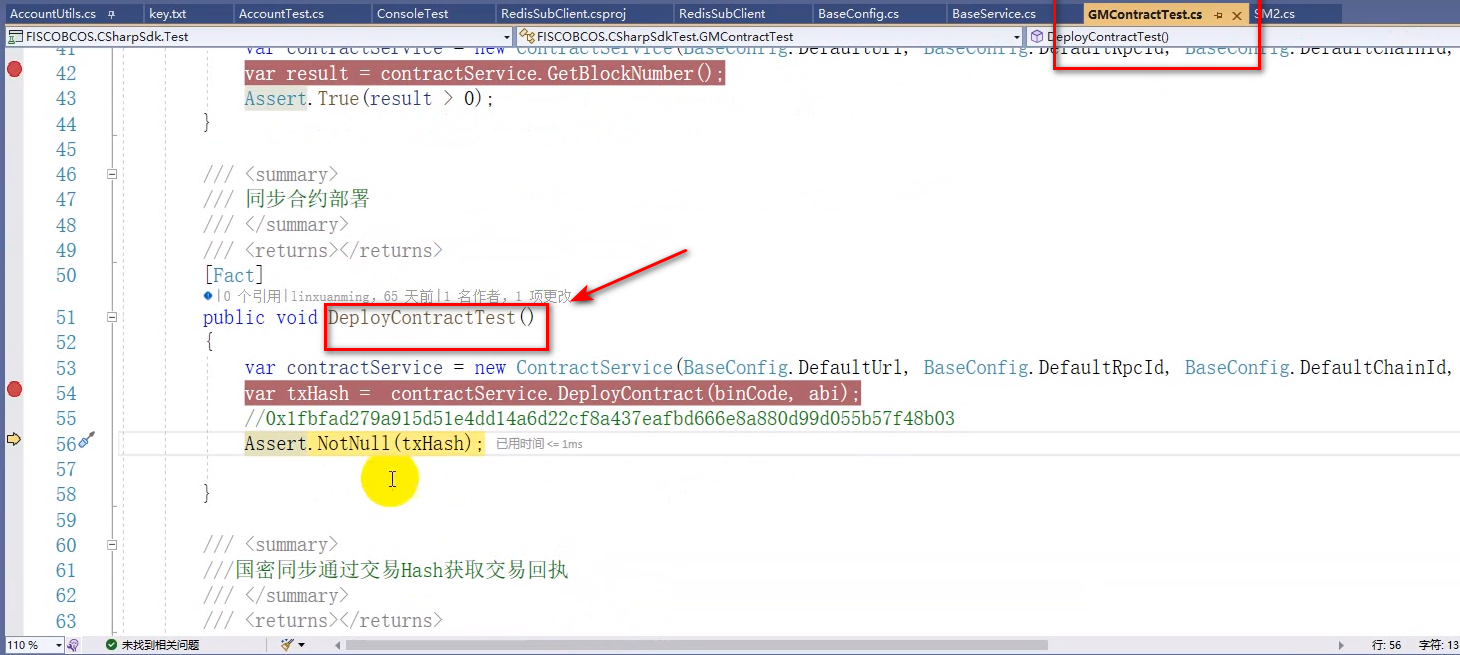 AccountUtils.cs key.txt AccountTest.cs ConsoleTest RedisSubClient.csproj RedisSubClient BaseConfig.cs BaseService.cs GMContractTest.cs SM2.cs
FISCOBCOS.CSharpSdk.Test FISCOBCOS.CSharpSdkTest.GMContractTest DeployContractTest()
41 var contractService = new ContractService(BaseConfig.DefaultUrl, BaseConfig.DefaultRpcId, BaseConfig.DefaultChainId,
42 var result = contractService.GetBlockNumber();
43 Assert.True(result > 0);
44 }
45
46 /// <summary>
47 /// 同步合约部署
48 /// </summary>
49 /// <returns></returns>
50 [Fact]
|0 个引用|linxuanming，65 天前|1 名作者，1 项更改
51 public void DeployContractTest()
52 {
53 var contractService = new ContractService(BaseConfig.DefaultUrl, BaseConfig.DefaultRpcId, BaseConfig.DefaultChainId,
54 var txHash = contractService.DeployContract(binCode, abi);
55 //0x1fbfad279a915d51e4dd14a6d22cf8a437eafbd666e8a880d99d055b57f48b03
56 Assert.NotNull(txHash); 已用时间 <= 1ms
57
58 }
59
60 /// <summary>
61 ///国密同步通过交易Hash获取交易回执
62 /// </summary>
63 /// <returns></returns>
110 % 未找到相关问题 行: 56 字符: 13